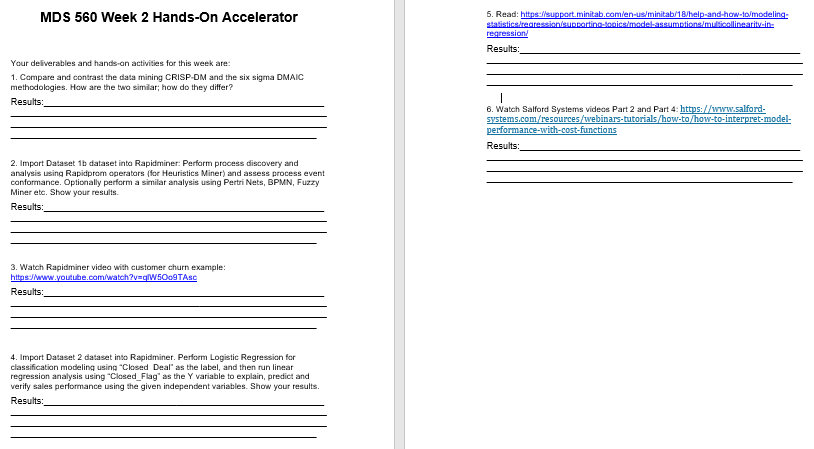 MDS 560 Week 2 Hands-On Accelerator
Your deliverables and hands-on activities for this week are:
1. Compare and contrast the data mining CRISP-DM and the six sigma DMAIC
methodologies. How are the two similar; how do they differ?
Results:
2. Import Dataset 1b dataset into Rapidminer: Perform process discovery and
analysis using Rapidprom operators (for Heuristics Miner) and assess process event
conformance. Optionally perform a similar analysis using Pertri Nets, BPMN, Fuzzy
Miner etc. Show your results.
Results:
3. Watch Rapidminer video with customer churn example:
https://www.youtube.com/watch?v=qIW5Oo9TAsc
Results:
4. Import Dataset 2 dataset into Rapidminer. Perform Logistic Regression for
classification modeling using “Closed_Deal” as the label, and then run linear
regression analysis using “Closed_Flag” as the Y variable to explain, predict and
verify sales performance using the given independent variables. Show your results.
Results:
5. Read: https://support.minitab.com/en-us/minitab/18/help-and-how-to/modeling-
statistics/regression/supporting-topics/model-assumptions/multicollinearity-in-
regression/
Results:
6. Watch Salford Systems videos Part 2 and Part 4: https://www.salford-
systems.com/resources/webinars-tutorials/how-to/how-to-interpret-model-
performance-with-cost-functions
Results: